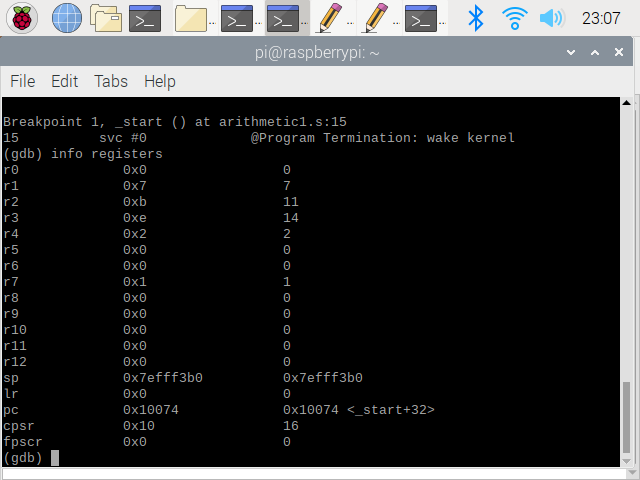 23:07
pi@raspberrypi: ~
File Edit Tabs Help
Breakpoint 1, _start () at arithmetic1.s:15
15 svc #0 @Program Termination: wake kernel
(gdb) info registers
r0 0x0 0
r1 0x7 7
r2 0xb 11
r3 0xe 14
r4 0x2 2
r5 0x0 0
r6 0x0 0
r7 0x1 1
r8 0x0 0
r9 0x0 0
r10 0x0 0
r11 0x0 0
r12 0x0 0
sp 0x7efff3b0 0x7efff3b0
lr 0x0 0
pc 0x10074 0x10074 <_start+32>
cpsr 0x10 16
fpscr 0x0 0
(gdb)